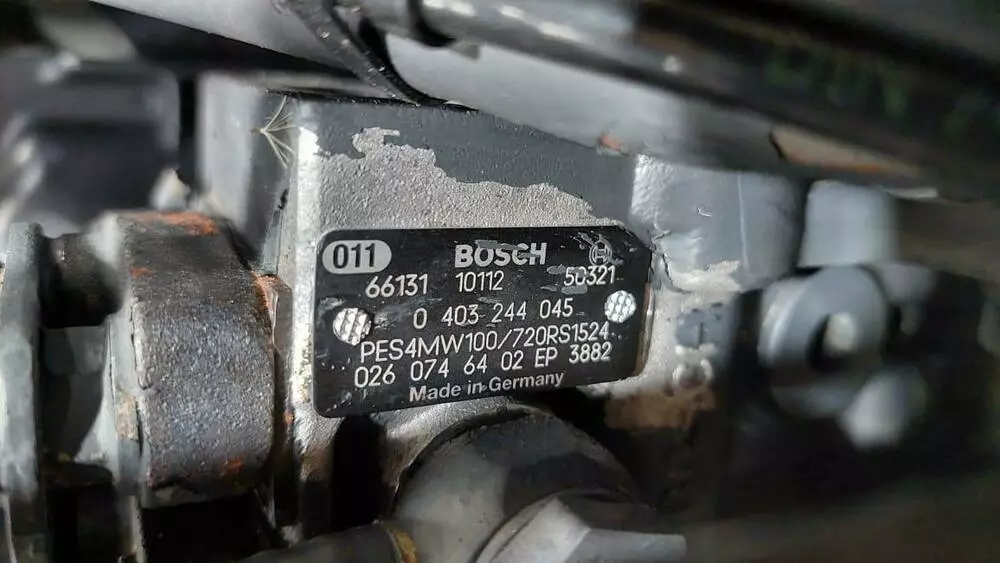 011 BOSCH
66131 10112 50321
0 403 244 045
PES4MW100/720RS1524
026 074 64 02 EP 3882
Made in Germany